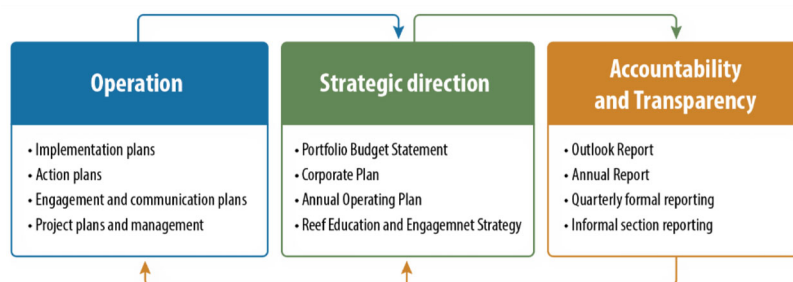 Operation
• Implementation plans
• Action plans
• Engagement and communication plans
• Project plans and management
Strategic direction
• Portfolio Budget Statement
• Corporate Plan
• Annual Operating Plan
• Reef Education and Engagemnet Strategy
Accountability
and Transparency
• Outlook Report
• Annual Report
• Quarterly formal reporting
• Informal section reporting